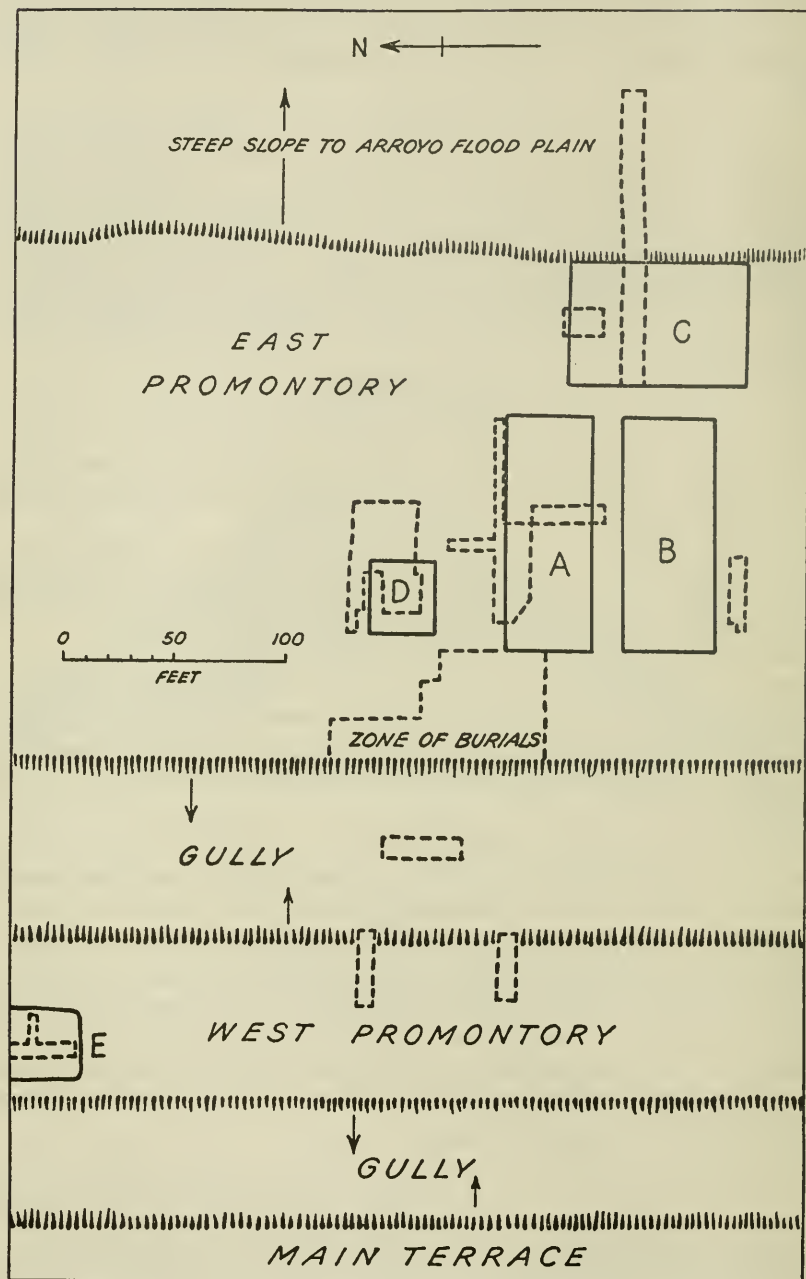 N
STEEP SLOPE TO ARROYO FLOOD PLAIN
EAST
PROMONTORY
C
A
B
D
0 50 100
FEET
ZONE OF BURIALS
GULLY
E
WEST PROMONTORY
GULLY
MAIN TERRACE